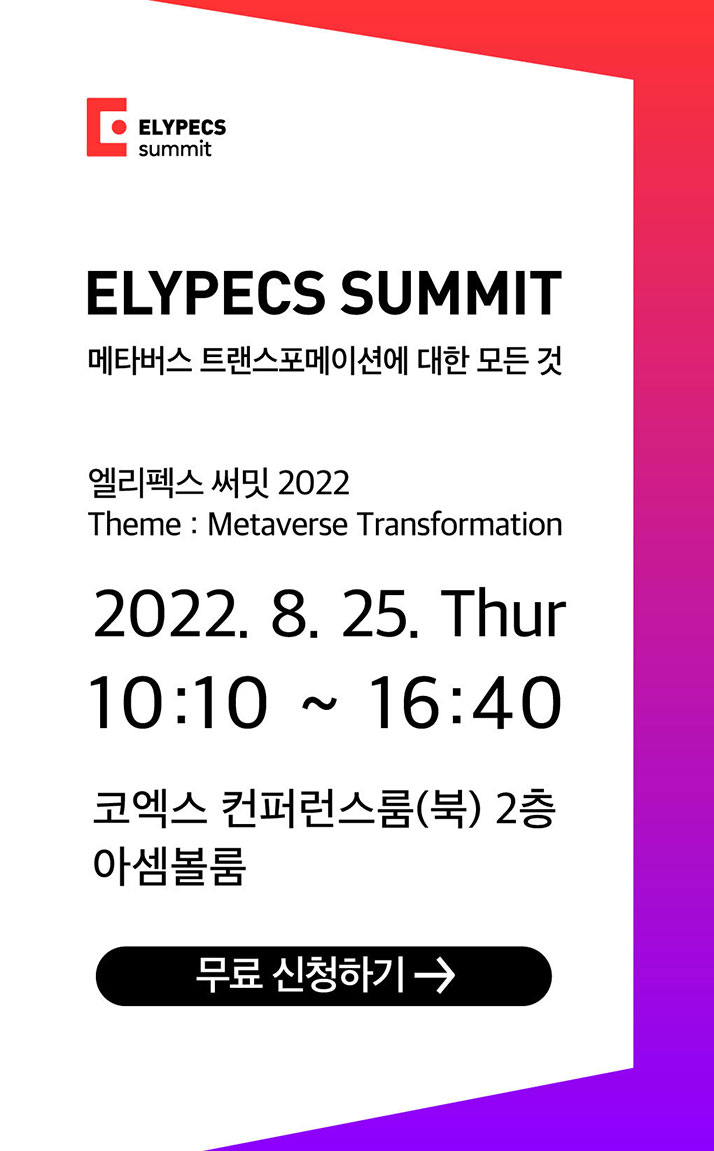 ELYPECS
summit
ELYPECS SUMMIT
메타버스 트랜스포메이션에 대한 모든 것
엘리펙스 써밋 2022
Theme : Metaverse Transformation
2022. 8. 25. Thur
10:10 ~ 16:40
코엑스 컨퍼런스룸(북) 2층
아셈볼룸
무료 신청하기→